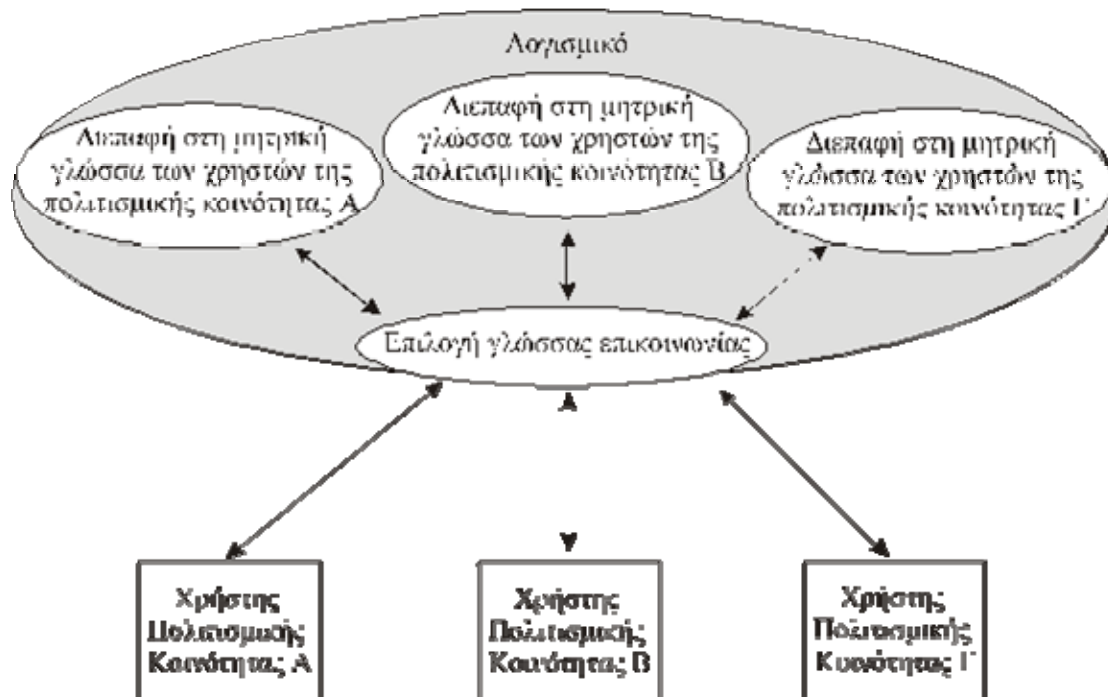 Λογισμικό
Διεπαφή στη μητρική
γλώσσα των χρηστών της
πολιτισμικής κοινότητας Α
Διεπαφή στη μητρική
γλώσσα των χρηστών της
πολιτισμικής κοινότητας Β
Διεπαφή στη μητρική
γλώσσα των χρηστών της
πολιτισμικής κοινότητας Γ
Επιλογή γλώσσας επικοινωνίας
Χρήστης
Πολιτισμικής
Κοινότητας Α
Χρήστης
Πολιτισμικής
Κοινότητας Β
Χρήστης
Πολιτισμικής
Κοινότητας Γ